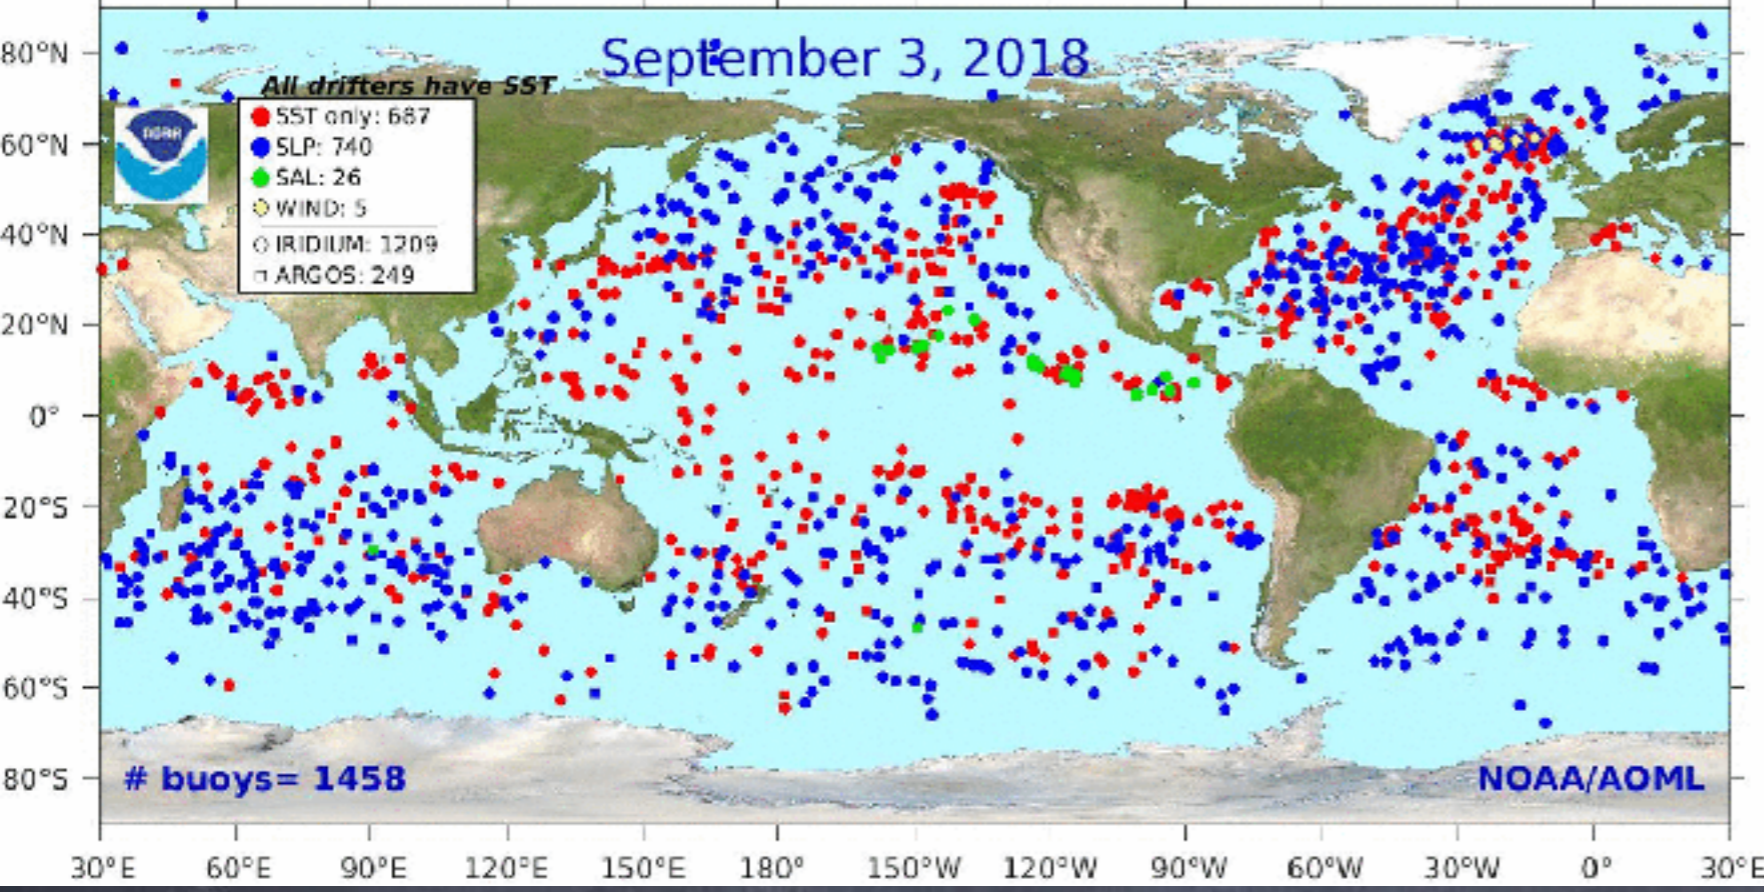 September 3, 2018
80°N
60°N
40°N
20°N
0°
20°S
40°S
60°S
80°S
All drifters have SST
NOAA
SST only: 687
SLP: 740
SAL: 26
WIND: 5
IRIDIUM: 1209
ARGOS: 249
# buoys= 1458
NOAA/AOML
30°E 60°E 90°E 120°E 150°E 180° 150°W 120°W 90°W 60°W 30°W 0° 30°E